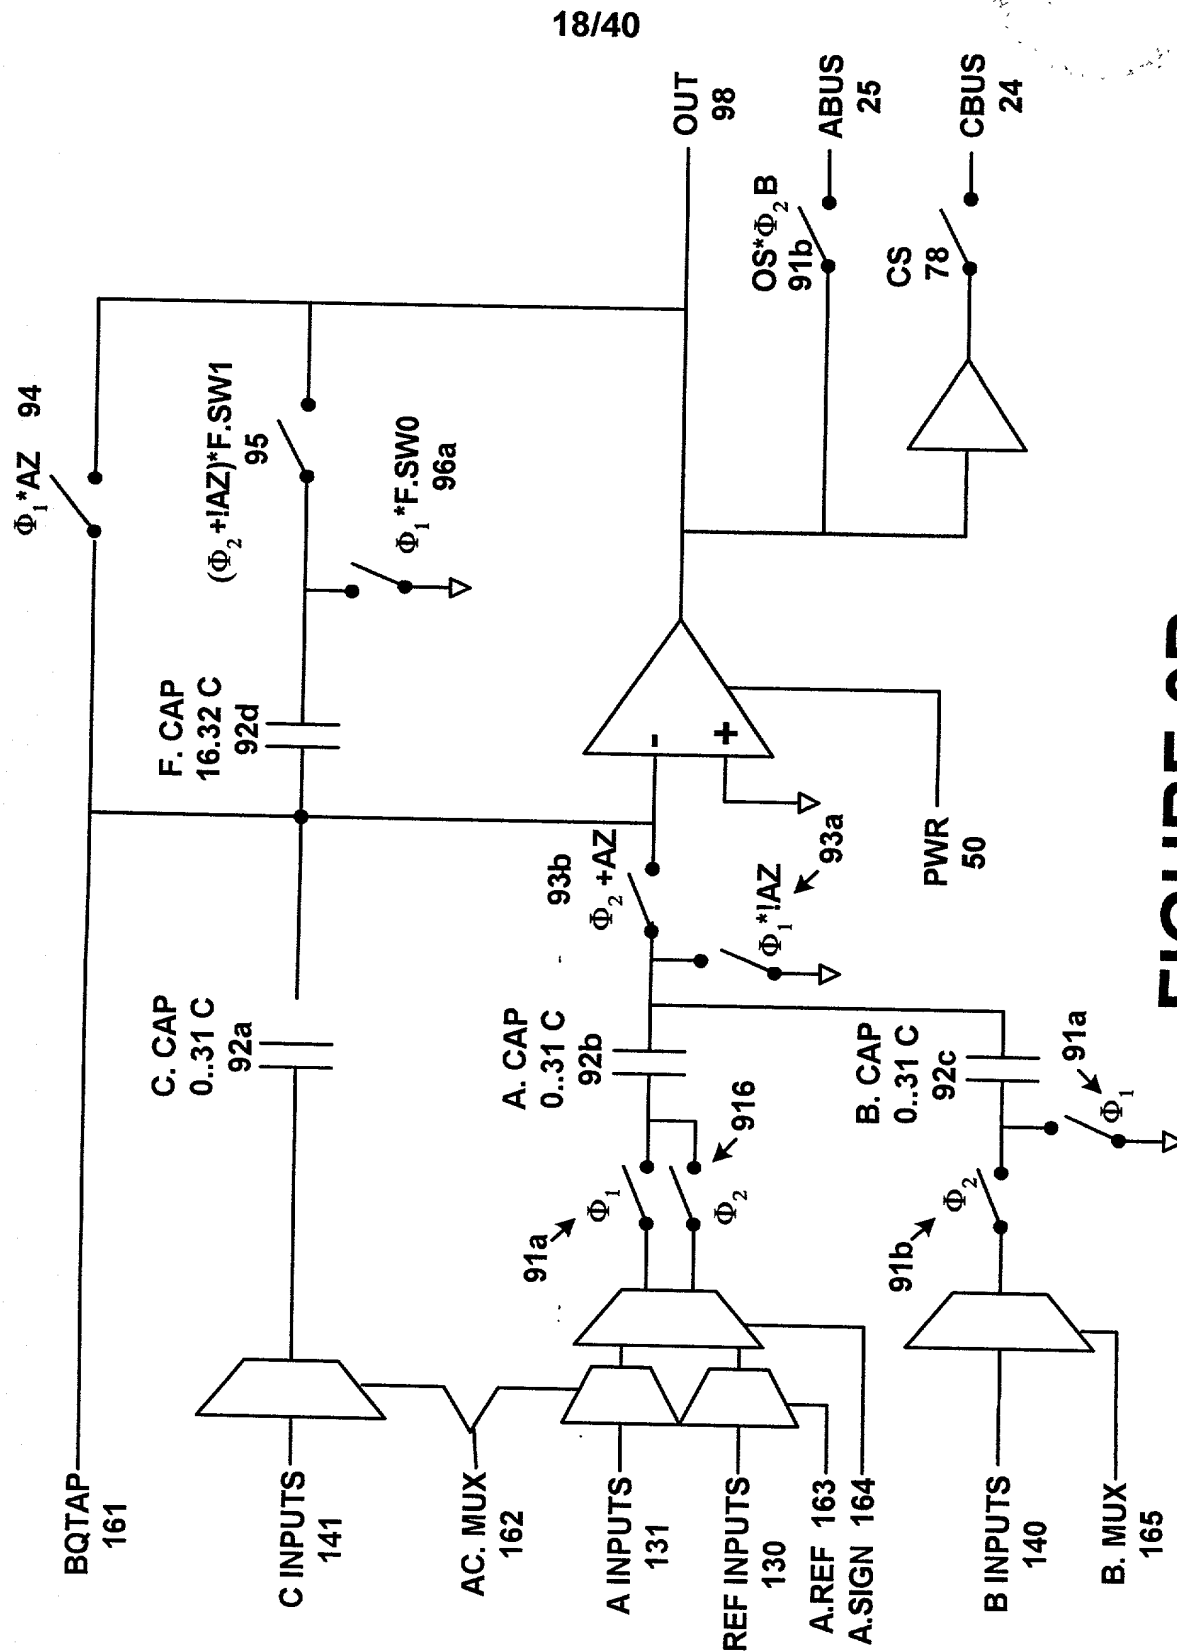 18/40
Φ1*AZ 94
(Φ2+!AZ)*F.SW1
95
Φ1*F.SW0
96a
F. CAP
16.32 C
92d
OUT
98
OS*Φ2B
91b
ABUS
25
CS
78
CBUS
24
C. CAP
0..31 C
92a
93b
Φ2+AZ
Φ1*!AZ
93a
PWR
50
A. CAP
0..31 C
92b
B. CAP
0..31 C
92c
91a
Φ1
916
Φ2
91b
Φ2
91a
Φ1
BQTAP
161
C INPUTS
141
AC. MUX
162
A INPUTS
131
REF INPUTS
130
A.REF 163
A.SIGN 164
B INPUTS
140
B. MUX
165